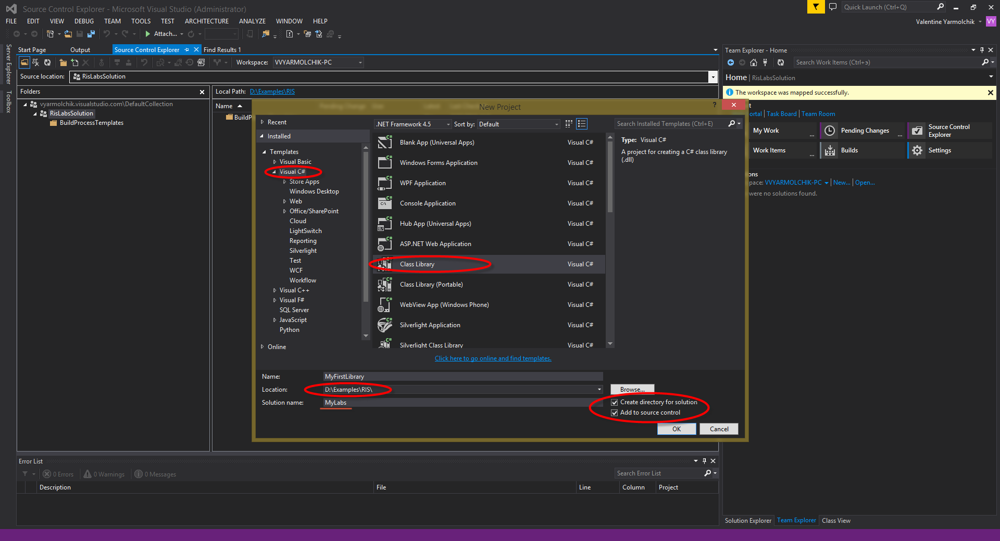 Source Control Explorer - Microsoft Visual Studio (Administrator)
Quick Launch (Ctrl+Q)
FILE EDIT VIEW DEBUG TEAM TOOLS TEST ARCHITECTURE ANALYZE WINDOW HELP
Valentine Yarmolchik VY
Attach...
Server Explorer
Toolbox
Start Page Output Source Control Explorer Find Results 1
Workspace: VVYARMOLCHIK-PC
Source location: RisLabsSolution
Folders
vyarmolchik.visualstudio.com\DefaultCollection
RisLabsSolution
BuildProcessTemplates
Local Path: D:\Examples\RIS
Name
BuildP
New Project
?
Recent
Installed
Templates
Visual Basic
Visual C#
Store Apps
Windows Desktop
Web
Office/SharePoint
Cloud
LightSwitch
Reporting
Silverlight
Test
WCF
Workflow
Visual C++
Visual F#
SQL Server
JavaScript
Python
Online
.NET Framework 4.5 Sort by: Default
Search Installed Templates (Ctrl+E)
Blank App (Universal Apps) Visual C#
Windows Forms Application Visual C#
WPF Application Visual C#
Console Application Visual C#
Hub App (Universal Apps) Visual C#
ASP.NET Web Application Visual C#
Class Library Visual C#
Class Library (Portable) Visual C#
WebView App (Windows Phone) Visual C#
Silverlight Application Visual C#
Silverlight Class Library Visual C#
Type: Visual C#
A project for creating a C# class library
(.dll)
Click here to go online and find templates.
Name: MyFirstLibrary
Location: D:\Examples\RIS\ Browse...
Solution name: MyLabs
Create directory for solution
Add to source control
OK Cancel
Team Explorer - Home
Search Work Items (Ctrl+э)
Home | RisLabsSolution
The workspace was mapped successfully.
ortal Task Board Team Room
My Work ...
Pending Changes ...
Source Control
Explorer
Work Items ...
Builds
Settings
ons
pace: VVYARMOLCHIK-PC New... Open...
were no solutions found.
Error List
0 Errors 0 Warnings 0 Messages
Search Error List
Description File Line Column Project
Solution Explorer Team Explorer Class View